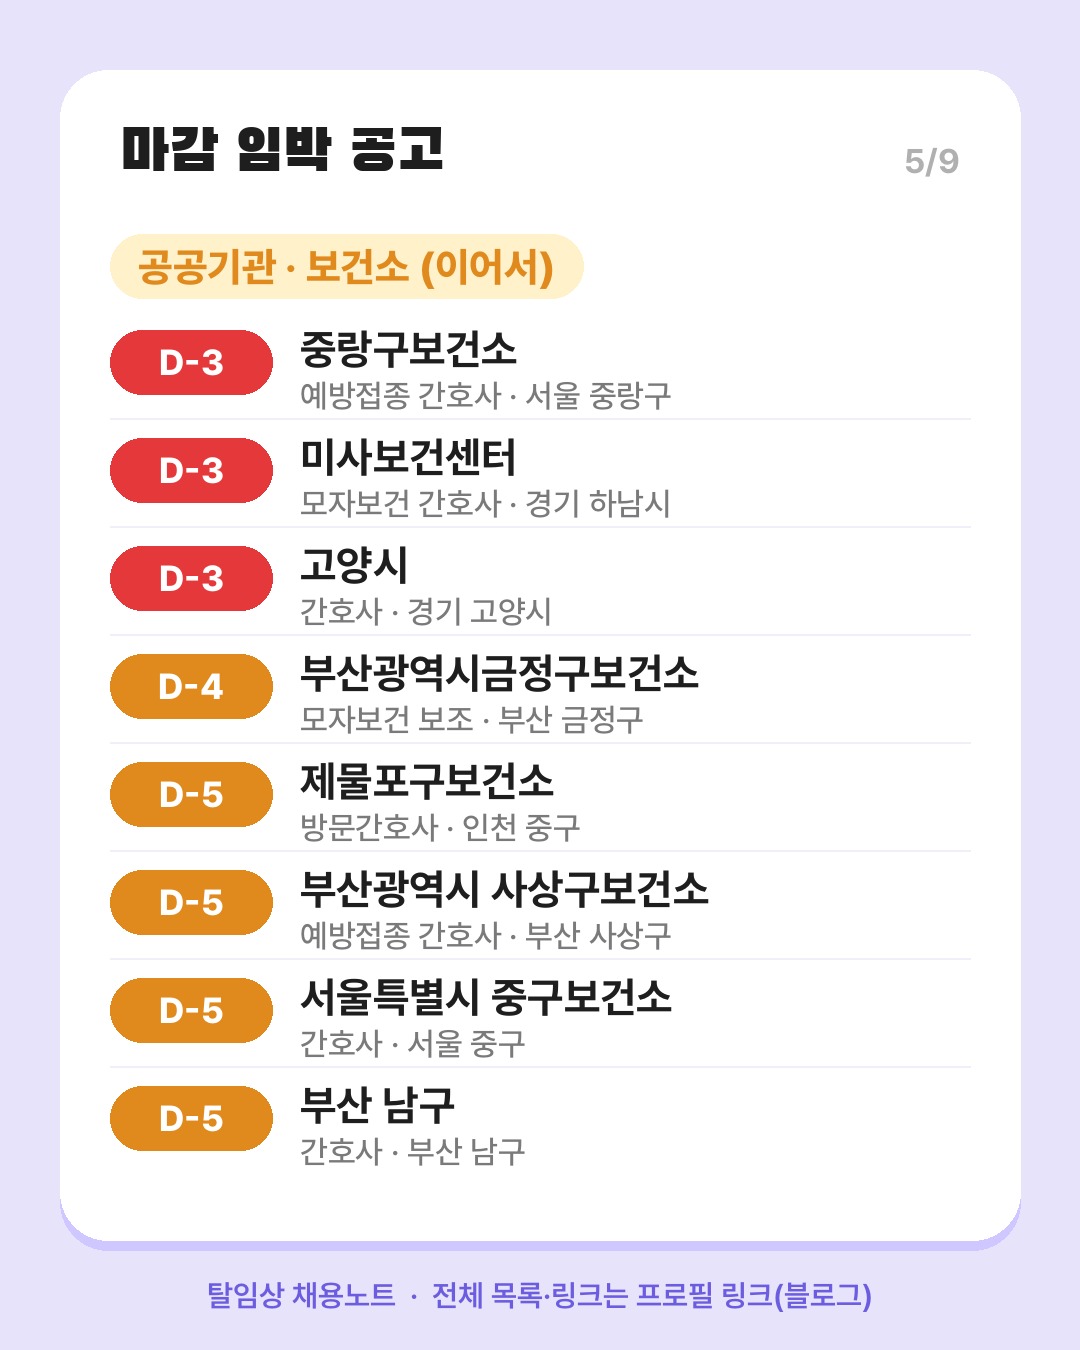 마감 임박 공고
5/9
공공기관 · 보건소 (이어서)
D-3
중랑구보건소
예방접종 간호사 · 서울 중랑구
D-3
미사보건센터
모자보건 간호사 · 경기 하남시
D-3
고양시
간호사 · 경기 고양시
D-4
부산광역시금정구보건소
모자보건 보조 · 부산 금정구
D-5
제물포구보건소
방문간호사 · 인천 중구
D-5
부산광역시 사상구보건소
예방접종 간호사 · 부산 사상구
D-5
서울특별시 중구보건소
간호사 · 서울 중구
D-5
부산 남구
간호사 · 부산 남구
탈임상 채용노트 · 전체 목록·링크는 프로필 링크(블로그)